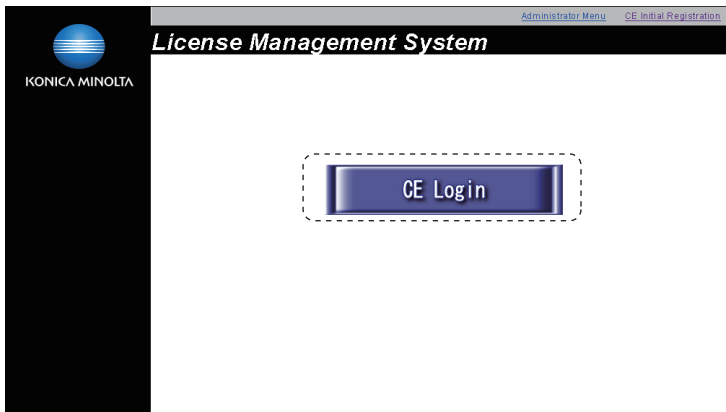 Administrator Menu CE Initial Registration
License Management System
KONICA MINOLTA
CE Login